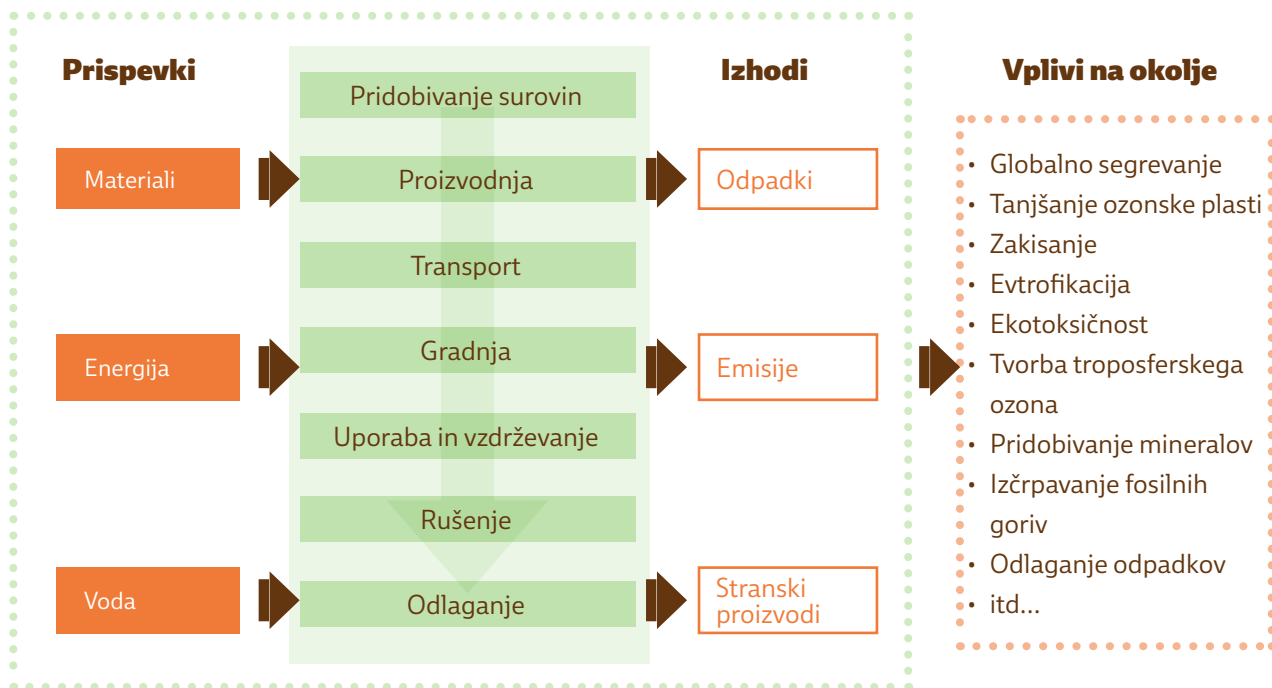 Prispevki
Materiali
Energija
Voda
Pridobivanje surovin
Proizvodnja
Transport
Gradnja
Uporaba in vzdrževanje
Rušenje
Odlaganje
Izhodi
Odpadki
Emisije
Stranski
proizvodi
Vplivi na okolje
• Globalno segrevanje
• Tanjšanje ozonske plasti
• Zakisanje
• Evtrofikacija
• Ekotoksičnost
• Tvorba troposferskega
ozona
• Pridobivanje mineralov
• Izčrpavanje fosilnih
goriv
• Odlaganje odpadkov
• itd...